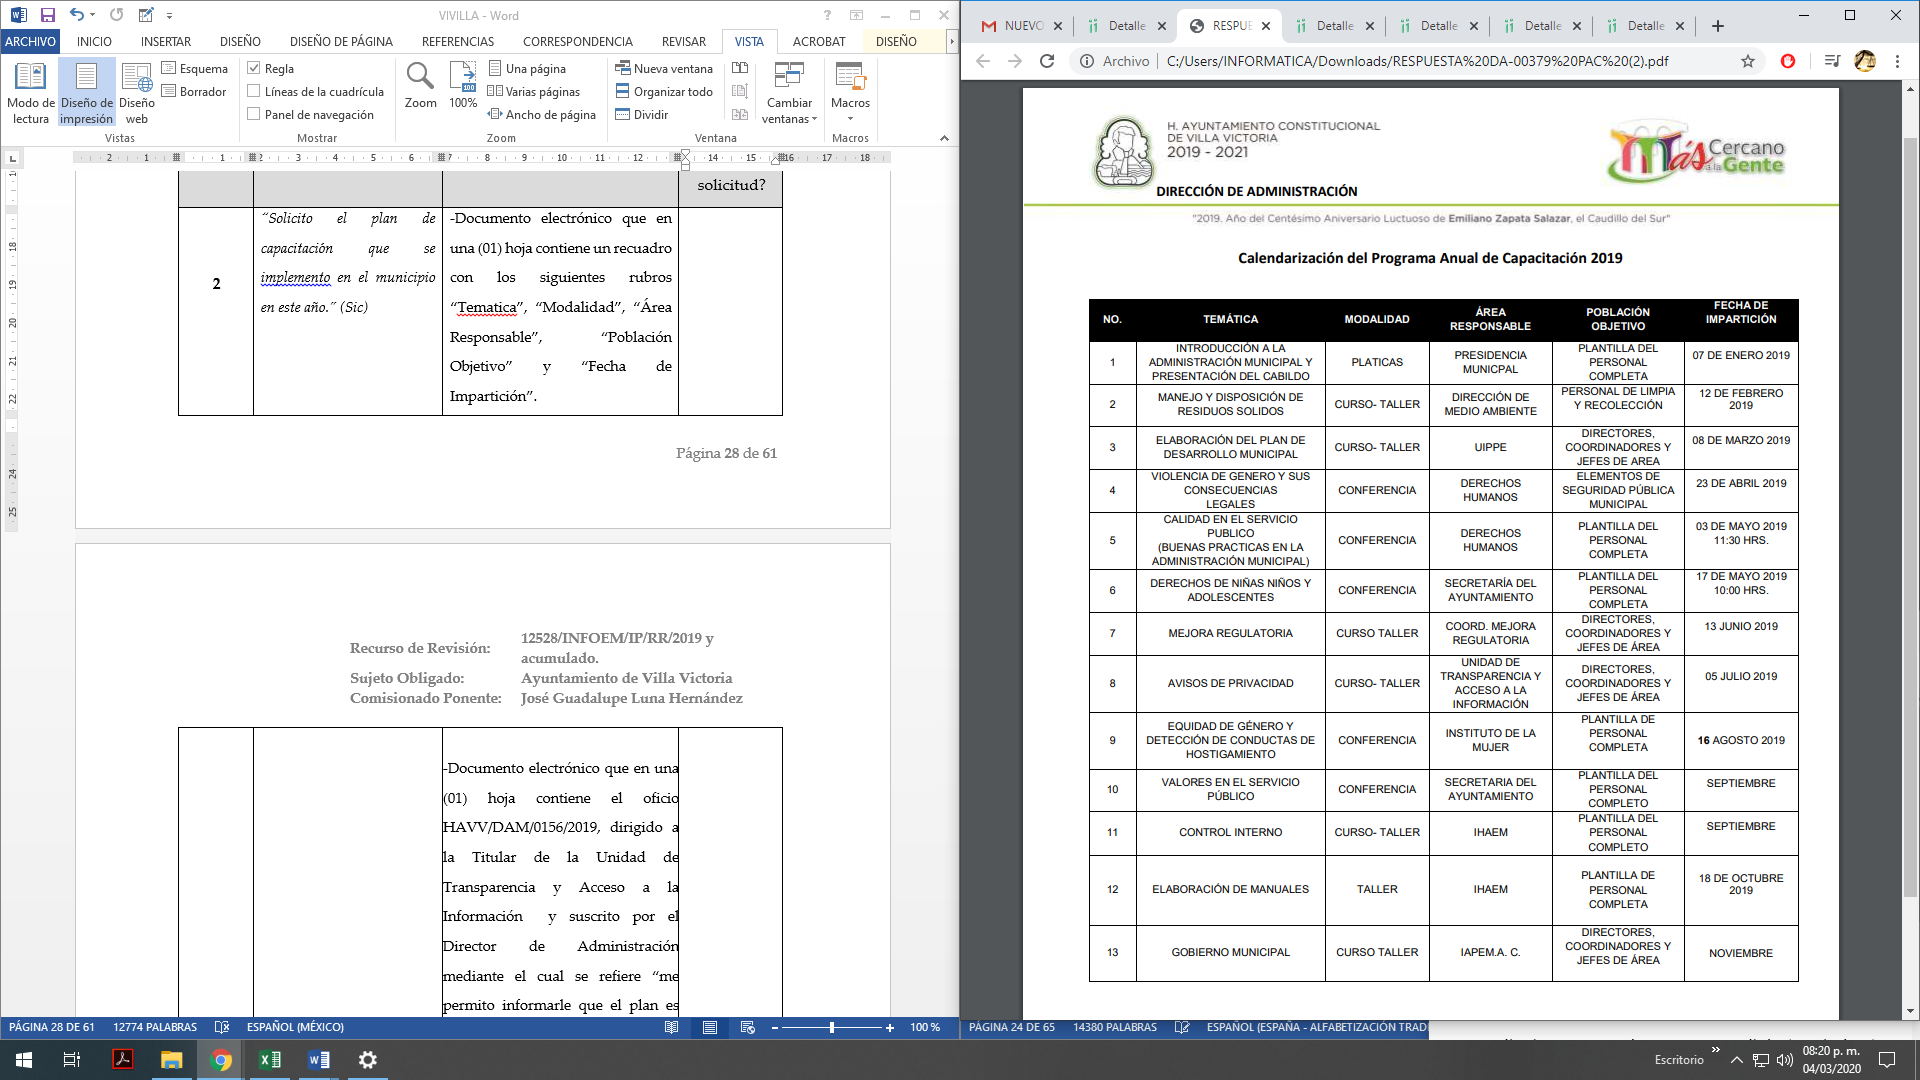 VIVILLA - Word
ARCHIVO INICIO INSERTAR DISEÑO DISEÑO DE PÁGINA REFERENCIAS CORRESPONDENCIA REVISAR VISTA ACROBAT DISEÑO
Modo de lectura
Diseño de impresión
Diseño web
Esquema
Borrador
Vistas
Regla
Líneas de la cuadrícula
Panel de navegación
Mostrar
Zoom
100%
Una página
Varias páginas
Ancho de página
Zoom
Nueva ventana
Organizar todo
Dividir
Cambiar ventanas
Ventana
Macros
Macros
solicitud?
2
“Solicito el plan de
capacitación que se
implemento en el municipio
en este año.” (Sic)
-Documento electrónico que en
una (01) hoja contiene un recuadro
con los siguientes rubros
“Tematica”, “Modalidad”, “Área
Responsable”, “Población
Objetivo” y “Fecha de
Impartición”.
Página 28 de 61
Recurso de Revisión: 12528/INFOEM/IP/RR/2019 y
acumulado.
Sujeto Obligado: Ayuntamiento de Villa Victoria
Comisionado Ponente: José Guadalupe Luna Hernández
-Documento electrónico que en una
(01) hoja contiene el oficio
HAVV/DAM/0156/2019, dirigido a
la Titular de la Unidad de
Transparencia y Acceso a la
Información y suscrito por el
Director de Administración
mediante el cual se refiere “me
permito informarle que el plan es
PÁGINA 28 DE 61 12774 PALABRAS ESPAÑOL (MÉXICO) 100 %
NUEVO Detalle RESPUE Detalle Detalle Detalle Detalle
Archivo C:/Users/INFORMATICA/Downloads/RESPUESTA%20DA-00379%20PAC%20(2).pdf
H. AYUNTAMIENTO CONSTITUCIONAL
DE VILLA VICTORIA
2019 - 2021
DIRECCIÓN DE ADMINISTRACIÓN
Más Cercano a la Gente
"2019. Año del Centésimo Aniversario Luctuoso de Emiliano Zapata Salazar, el Caudillo del Sur"
Calendarización del Programa Anual de Capacitación 2019
NO. TEMÁTICA MODALIDAD ÁREA RESPONSABLE POBLACIÓN OBJETIVO FECHA DE IMPARTICIÓN
1 INTRODUCCIÓN A LA ADMINISTRACIÓN MUNICIPAL Y PRESENTACIÓN DEL CABILDO PLATICAS PRESIDENCIA MUNICPAL PLANTILLA DEL PERSONAL COMPLETA 07 DE ENERO 2019
2 MANEJO Y DISPOSICIÓN DE RESIDUOS SOLIDOS CURSO- TALLER DIRECCIÓN DE MEDIO AMBIENTE PERSONAL DE LIMPIA Y RECOLECCIÓN 12 DE FEBRERO 2019
3 ELABORACIÓN DEL PLAN DE DESARROLLO MUNICIPAL CURSO- TALLER UIPPE DIRECTORES, COORDINADORES Y JEFES DE AREA 08 DE MARZO 2019
4 VIOLENCIA DE GENERO Y SUS CONSECUENCIAS LEGALES CONFERENCIA DERECHOS HUMANOS ELEMENTOS DE SEGURIDAD PÚBLICA MUNICIPAL 23 DE ABRIL 2019
5 CALIDAD EN EL SERVICIO PUBLICO (BUENAS PRACTICAS EN LA ADMINISTRACIÓN MUNICIPAL) CONFERENCIA DERECHOS HUMANOS PLANTILLA DEL PERSONAL COMPLETA 03 DE MAYO 2019 11:30 HRS.
6 DERECHOS DE NIÑAS NIÑOS Y ADOLESCENTES CONFERENCIA SECRETARÍA DEL AYUNTAMIENTO PLANTILLA DEL PERSONAL COMPLETA 17 DE MAYO 2019 10:00 HRS.
7 MEJORA REGULATORIA CURSO TALLER COORD. MEJORA REGULATORIA DIRECTORES, COORDINADORES Y JEFES DE ÁREA 13 JUNIO 2019
8 AVISOS DE PRIVACIDAD CURSO- TALLER UNIDAD DE TRANSPARENCIA Y ACCESO A LA INFORMACIÓN DIRECTORES, COORDINADORES Y JEFES DE ÁREA 05 JULIO 2019
9 EQUIDAD DE GÉNERO Y DETECCIÓN DE CONDUCTAS DE HOSTIGAMIENTO CONFERENCIA INSTITUTO DE LA MUJER PLANTILLA DE PERSONAL COMPLETA 16 AGOSTO 2019
10 VALORES EN EL SERVICIO PÚBLICO CONFERENCIA SECRETARIA DEL AYUNTAMIENTO PLANTILLA DEL PERSONAL COMPLETO SEPTIEMBRE
11 CONTROL INTERNO CURSO- TALLER IHAEM PLANTILLA DEL PERSONAL COMPLETO SEPTIEMBRE
12 ELABORACIÓN DE MANUALES TALLER IHAEM PLANTILLA DE PERSONAL COMPLETA 18 DE OCTUBRE 2019
13 GOBIERNO MUNICIPAL CURSO TALLER IAPEM.A. C. DIRECTORES, COORDINADORES Y JEFES DE ÁREA NOVIEMBRE
PÁGINA 24 DE 65 14380 PALABRAS ESPAÑOL (ESPAÑA - ALFABETIZACIÓN TRADI
Escritorio 08:20 p. m.
04/03/2020